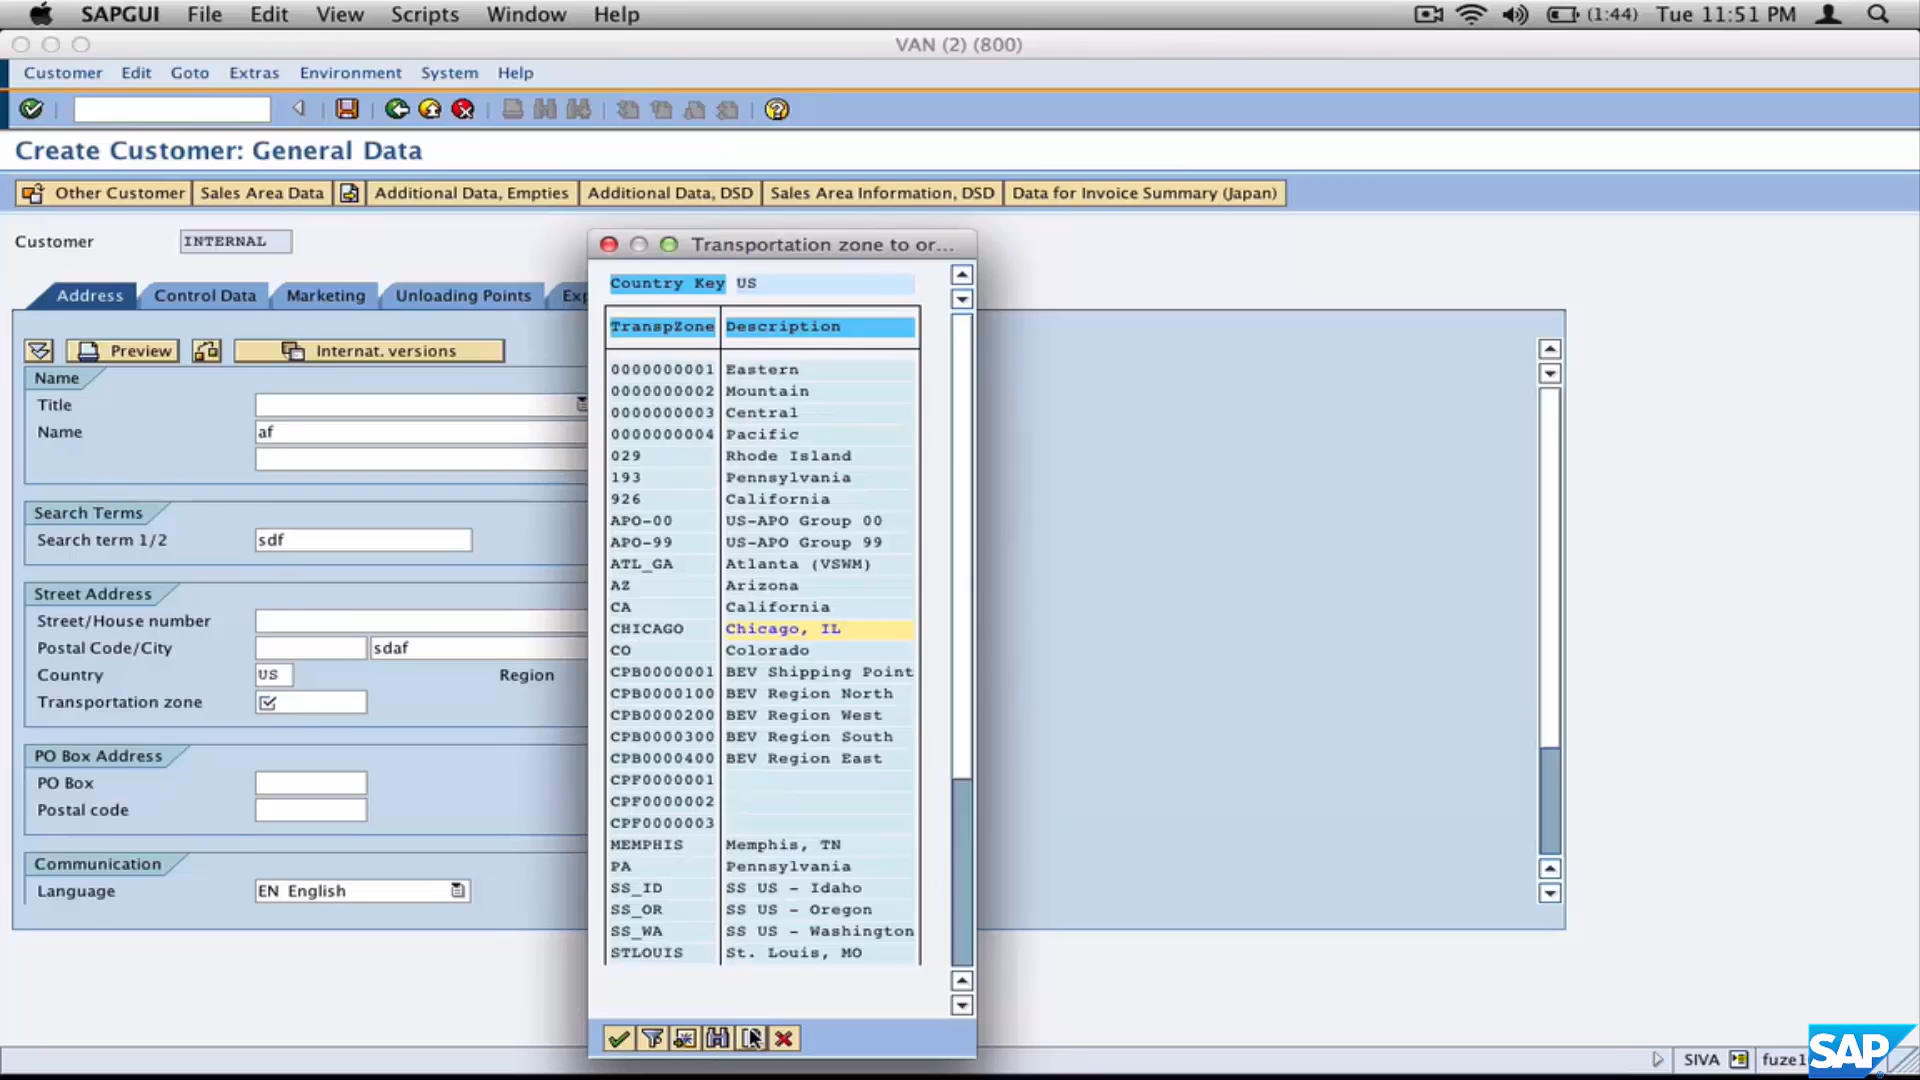 SAPGUI File Edit View Scripts Window Help (1:44) Tue 11:51 PM
VAN (2) (800)
Customer Edit Goto Extras Environment System Help
Create Customer: General Data
Other Customer Sales Area Data Additional Data, Empties Additional Data, DSD Sales Area Information, DSD Data for Invoice Summary (Japan)
Customer INTERNAL
Address Control Data Marketing Unloading Points Exp
Preview Internat. versions
Name
Title
Name af
Search Terms
Search term 1/2 sdf
Street Address
Street/House number
Postal Code/City sdaf
Country US Region
Transportation zone
PO Box Address
PO Box
Postal code
Communication
Language EN English
Transportation zone to or...
Country Key US
TranspZone Description
0000000001 Eastern
0000000002 Mountain
0000000003 Central
0000000004 Pacific
029 Rhode Island
193 Pennsylvania
926 California
APO-00 US-APO Group 00
APO-99 US-APO Group 99
ATL_GA Atlanta (VSWM)
AZ Arizona
CA California
CHICAGO Chicago, IL
CO Colorado
CPB0000001 BEV Shipping Point
CPB0000100 BEV Region North
CPB0000200 BEV Region West
CPB0000300 BEV Region South
CPB0000400 BEV Region East
CPF0000001
CPF0000002
CPF0000003
MEMPHIS Memphis, TN
PA Pennsylvania
SS_ID SS US - Idaho
SS_OR SS US - Oregon
SS_WA SS US - Washington
STLOUIS St. Louis, MO
SIVA fuze1
SAP